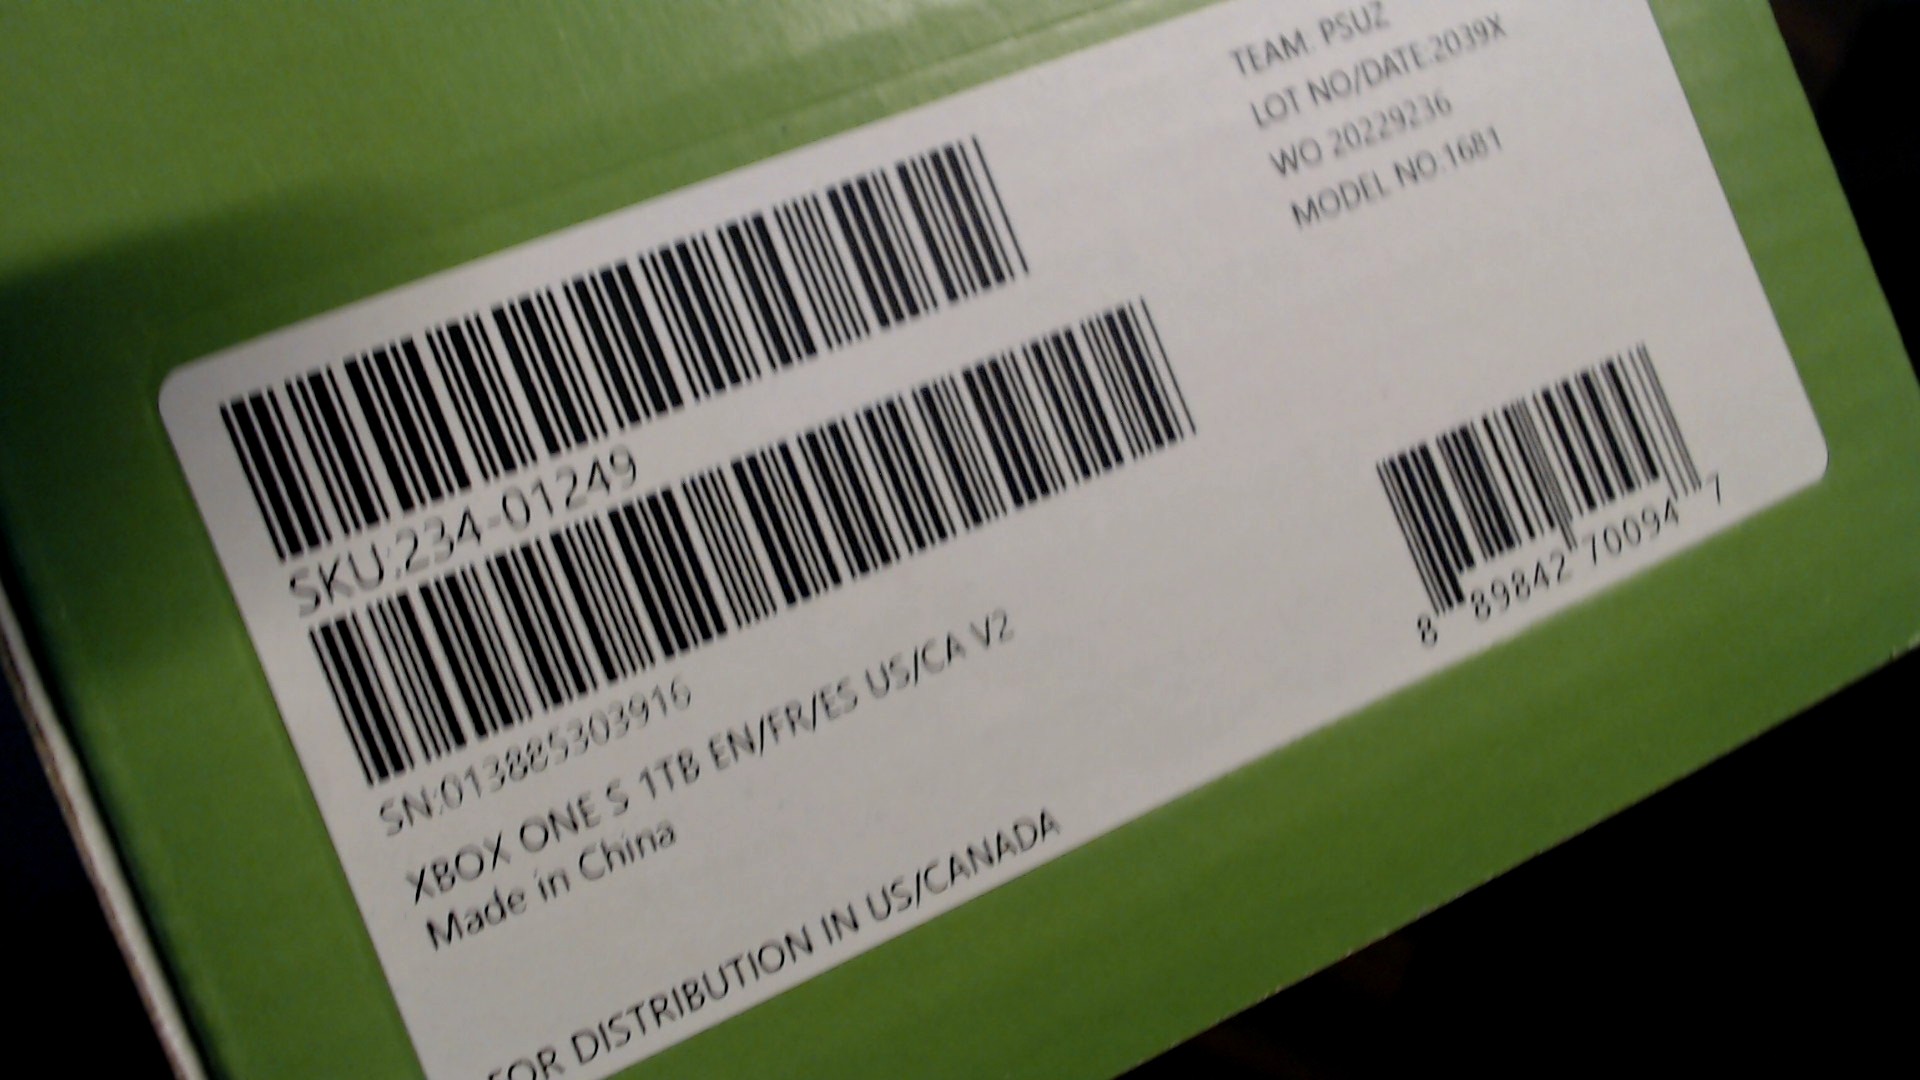 TEAM: PSUZ
LOT NO/DATE:2039X
WO 20229236
MODEL NO.1681
SKU:234-01249
SN:013885303916
XBOX ONE S 1TB EN/FR/ES US/CA V2
Made in China
FOR DISTRIBUTION IN US/CANADA
8 89842 70094 7